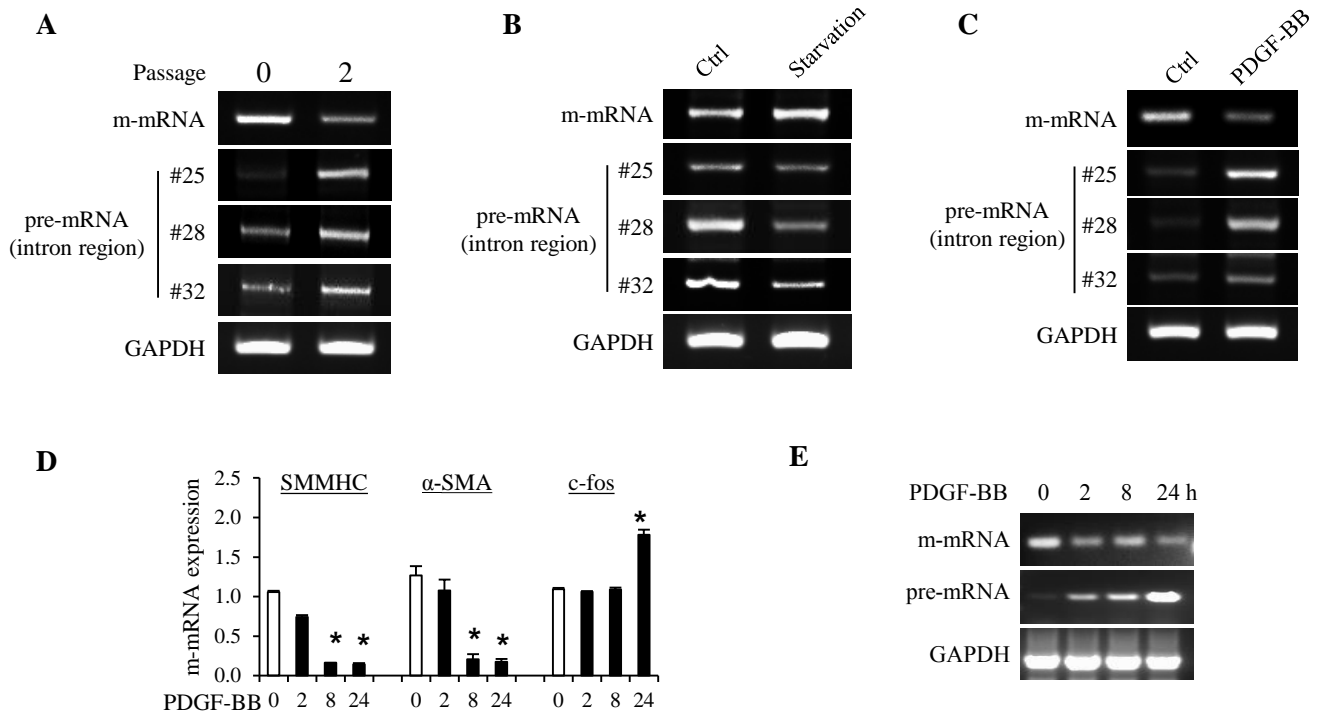 A
Passage 0 2
m-mRNA
#25
pre-mRNA
(intron region)
#28
#32
GAPDH
B
Ctrl Starvation
m-mRNA
#25
pre-mRNA
(intron region)
#28
#32
GAPDH
C
Ctrl PDGF-BB
m-mRNA
#25
pre-mRNA
(intron region)
#28
#32
GAPDH
D
m-mRNA expression
2.5
2.0
1.5
1.0
0.5
0.0
SMMHC α-SMA c-fos
* * * * *
PDGF-BB 0 2 8 24 0 2 8 24 0 2 8 24
E
PDGF-BB 0 2 8 24 h
m-mRNA
pre-mRNA
GAPDH